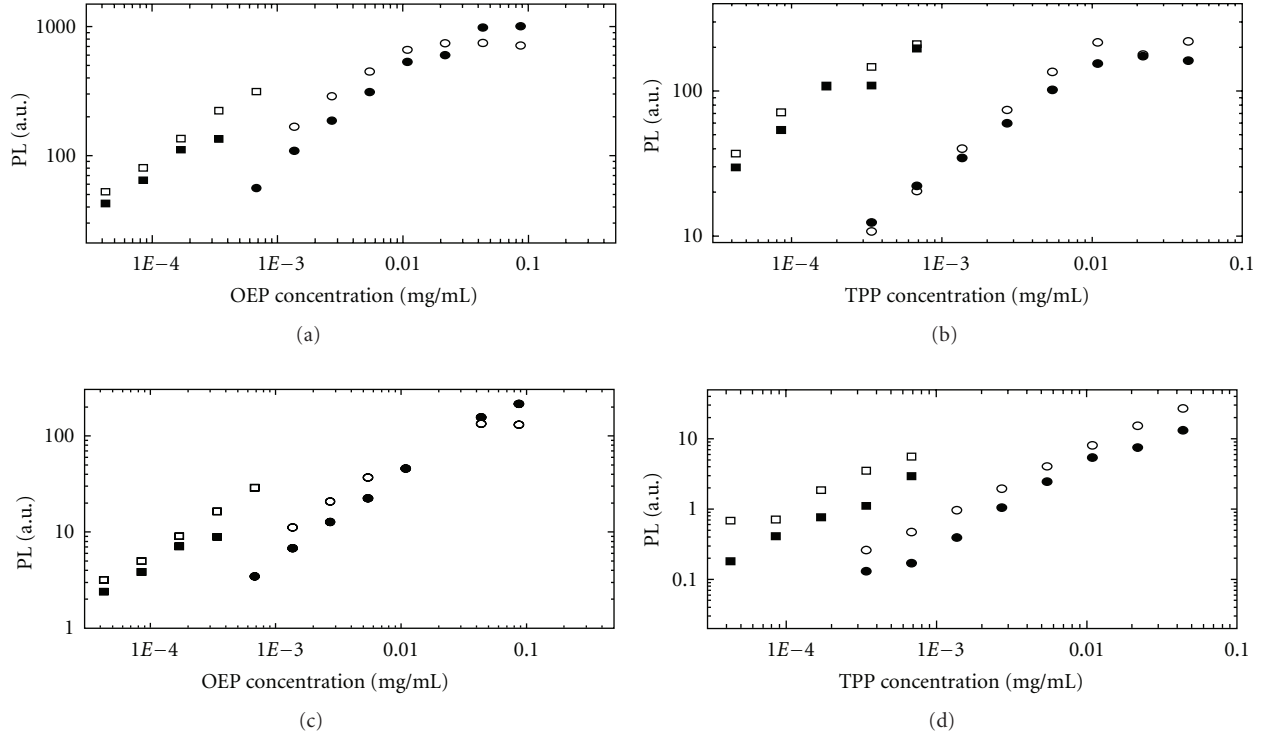 1000
100
PL (a.u.)
1E−4
1E−3
0.01
0.1
OEP concentration (mg/mL)
(a)
100
10
PL (a.u.)
1E−4
1E−3
0.01
0.1
TPP concentration (mg/mL)
(b)
100
10
1
PL (a.u.)
1E−4
1E−3
0.01
0.1
OEP concentration (mg/mL)
(c)
10
1
0.1
PL (a.u.)
1E−4
1E−3
0.01
0.1
TPP concentration (mg/mL)
(d)